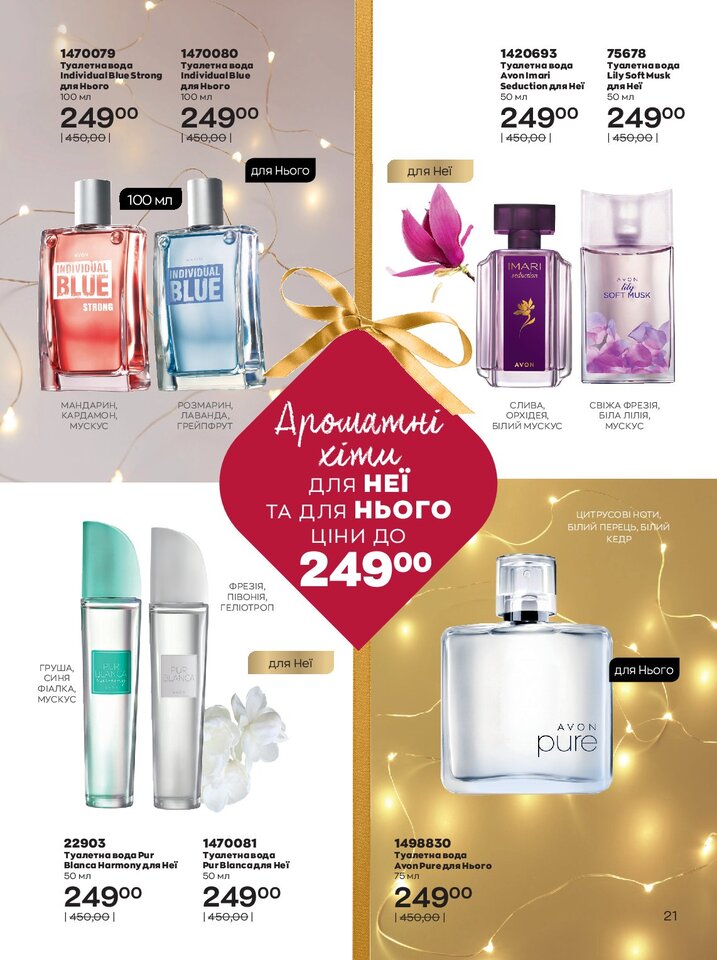 1470079
Туалетна вода
Individual Blue Strong
для Нього
100 мл
249⁰⁰
| 450,00 |
1470080
Туалетна вода
Individual Blue
для Нього
100 мл
249⁰⁰
| 450,00 |
для Нього
100 мл
AVON
INDIVIDUAL
BLUE
STRONG
AVON
INDIVIDUAL
BLUE
МАНДАРИН,
КАРДАМОН,
МУСКУС
РОЗМАРИН,
ЛАВАНДА,
ГРЕЙПФРУТ
1420693
Туалетна вода
Avon Imari
Seduction для Неї
50 мл
249⁰⁰
| 450,00 |
75678
Туалетна вода
Lily Soft Musk
для Неї
50 мл
249⁰⁰
| 450,00 |
для Неї
IMARI
seduction
AVON
AVON
lily
SOFT MUSK
СЛИВА,
ОРХІДЕЯ,
БІЛИЙ МУСКУС
СВІЖА ФРЕЗІЯ,
БІЛА ЛІЛІЯ,
МУСКУС
Ароматні
хіти
ДЛЯ НЕЇ
ТА ДЛЯ НЬОГО
ЦІНИ ДО
249⁰⁰
ФРЕЗІЯ,
ПІВОНІЯ,
ГЕЛІОТРОП
для Неї
ГРУША,
СИНЯ
ФІАЛКА,
МУСКУС
PUR
BLANCA
PUR
BLANCA
AVON
22903
Туалетна вода Pur
Blanca Harmony для Неї
50 мл
249⁰⁰
| 450,00 |
1470081
Туалетна вода
Pur Blanca для Неї
50 мл
249⁰⁰
| 450,00 |
ЦИТРУСОВІ НОТИ,
БІЛИЙ ПЕРЕЦЬ, БІЛИЙ
КЕДР
для Нього
AVON
pure
1498830
Туалетна вода
Avon Pure для Нього
75 мл
249⁰⁰
| 450,00 |
21